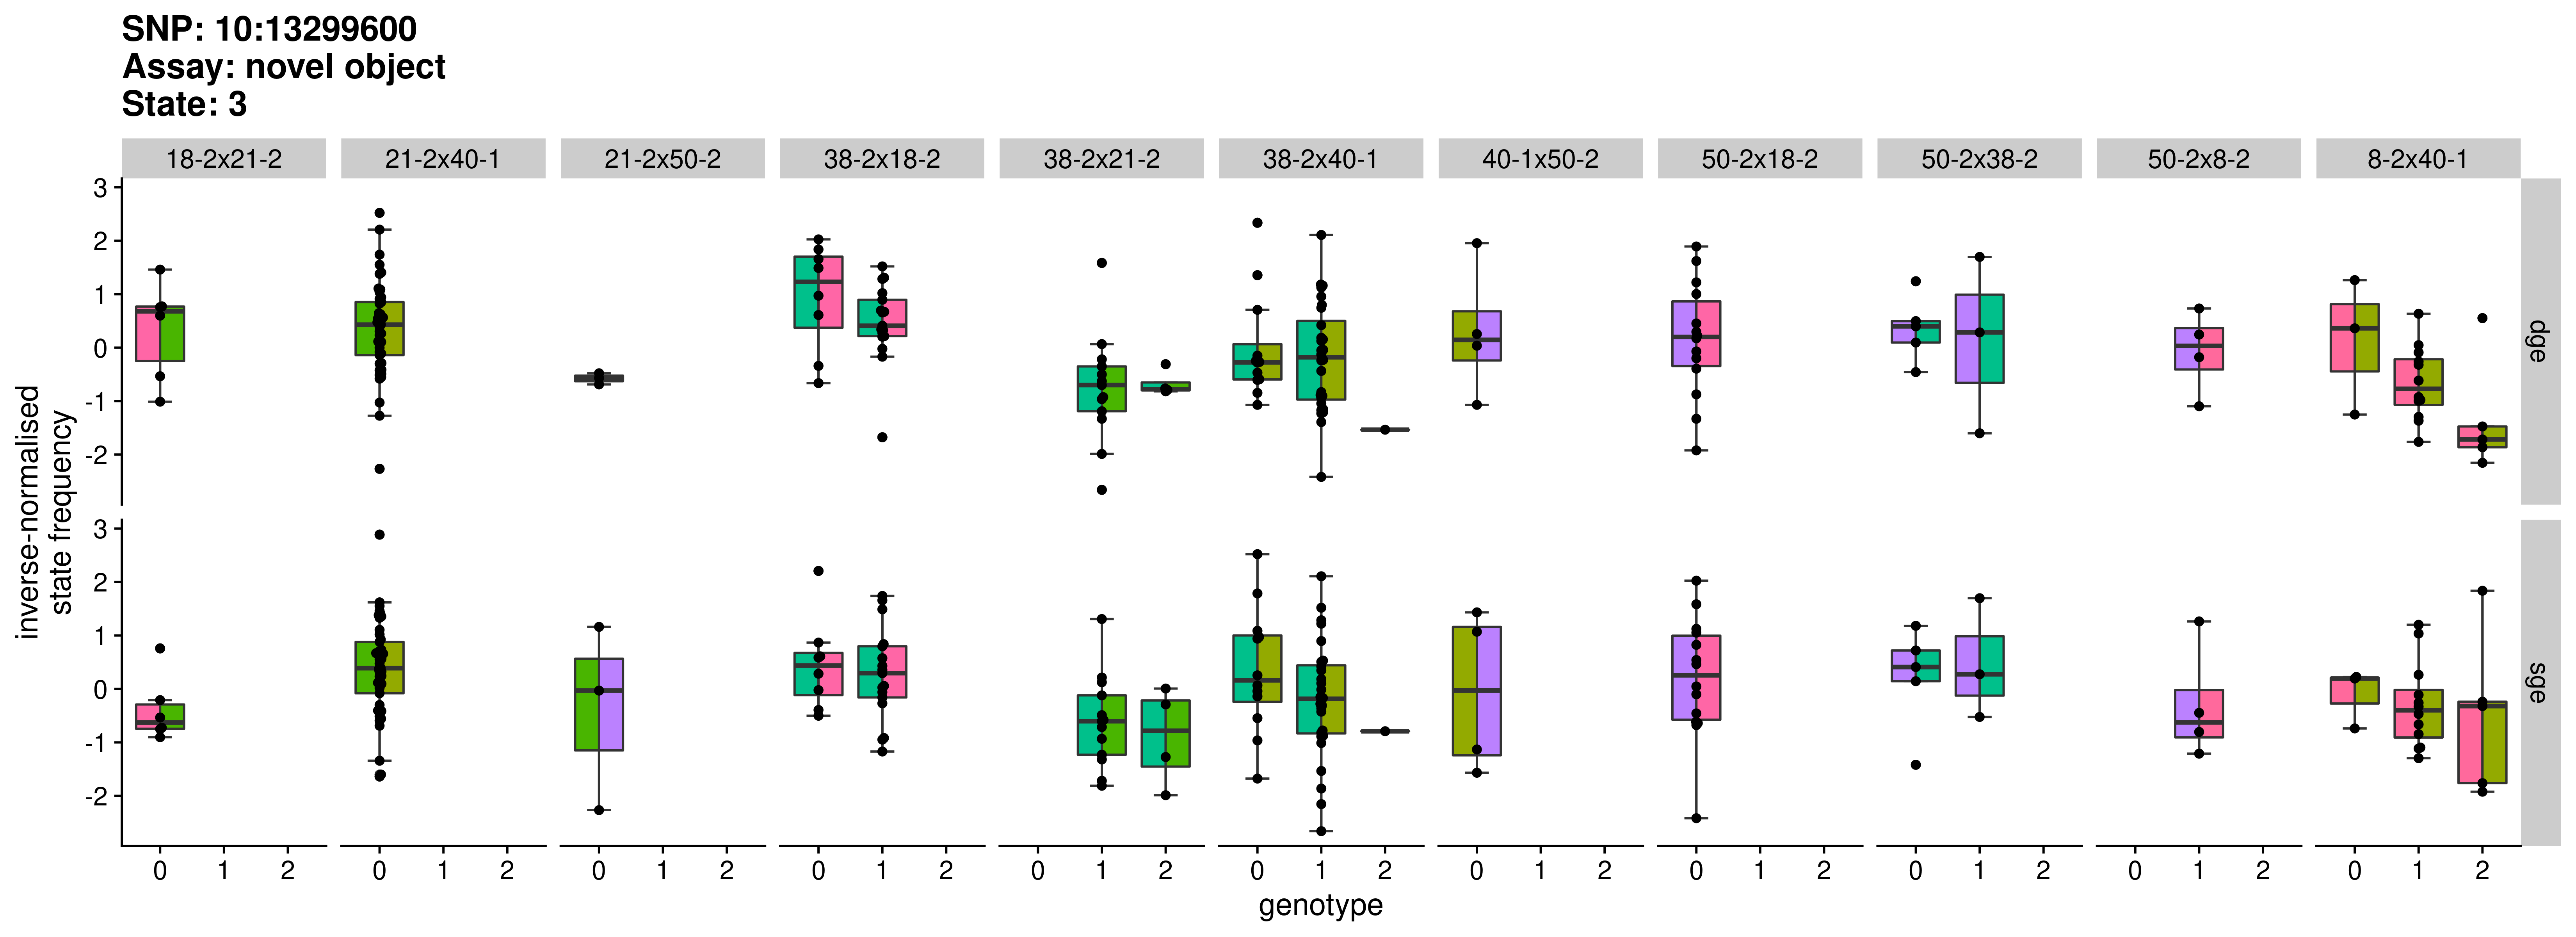 SNP: 10:13299600
Assay: novel object
State: 3
18-2x21-2 21-2x40-1 21-2x50-2 38-2x18-2 38-2x21-2 38-2x40-1 40-1x50-2 50-2x18-2 50-2x38-2 50-2x8-2 8-2x40-1
3
2
1
0
-1
-2
dge
3
2
1
0
-1
-2
sge
inverse-normalised
state frequency
0 1 2 0 1 2 0 1 2 0 1 2 0 1 2 0 1 2 0 1 2 0 1 2 0 1 2 0 1 2 0 1 2
genotype